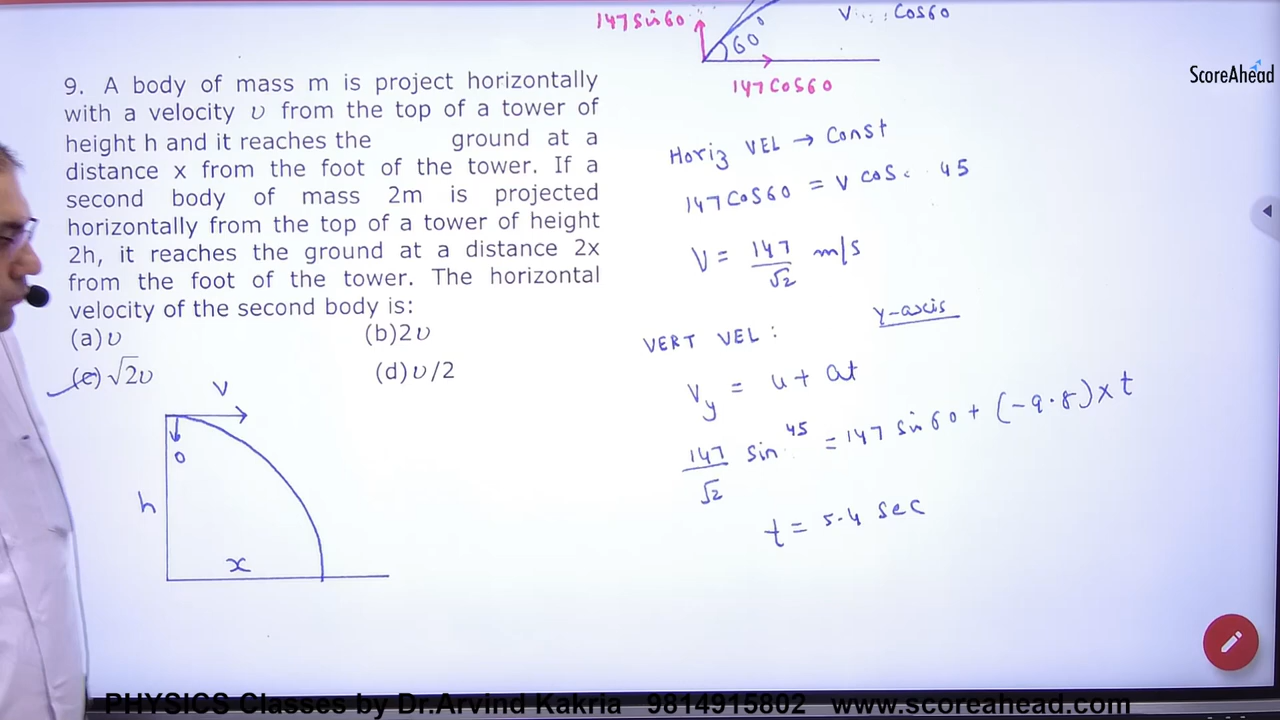 147 sin 60
60°
V cos 60
147 cos 60
ScoreAhead
9. A body of mass m is project horizontally
with a velocity υ from the top of a tower of
height h and it reaches the ground at a
distance x from the foot of the tower. If a
second body of mass 2m is projected
horizontally from the top of a tower of height
2h, it reaches the ground at a distance 2x
from the foot of the tower. The horizontal
velocity of the second body is:
(a) υ (b) 2υ
(c) √2υ (d) υ/2
V
0
h
x
Horiz VEL → Const
147 cos 60 = V cos 45
V = 147/√2 m/s
VERT VEL : Y-axis
Vy = u + at
147/√2 sin 45 = 147 sin 60 + (-9.8) x t
t = 5.4 sec
PHYSICS Classes by Dr.Arvind Kakria 9814915802 www.scoreahead.com